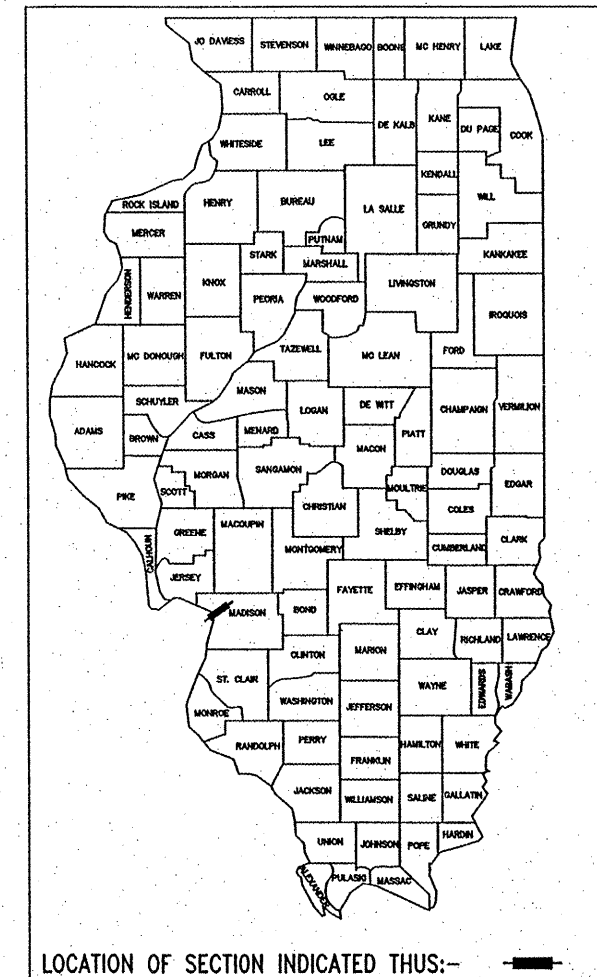 JO DAVIESS STEVENSON WINNEBAGO BOONE MC HENRY LAKE
CARROLL OGLE DE KALB KANE DU PAGE COOK
WHITESIDE LEE KENDALL WILL
ROCK ISLAND HENRY BUREAU LA SALLE GRUNDY
MERCER STARK PUTNAM MARSHALL KANKAKEE
HENDERSON WARREN KNOX PEORIA WOODFORD LIVINGSTON IROQUOIS
HANCOCK MC DONOUGH FULTON TAZEWELL MC LEAN FORD
SCHUYLER MASON LOGAN DE WITT CHAMPAIGN VERMILION
ADAMS BROWN CASS MENARD MACON PIATT
PIKE SCOTT MORGAN SANGAMON CHRISTIAN MOULTRIE DOUGLAS EDGAR
CALHOUN GREENE MACOUPIN MONTGOMERY SHELBY COLES
CUMBERLAND CLARK
JERSEY FAYETTE EFFINGHAM JASPER CRAWFORD
MADISON BOND CLAY RICHLAND LAWRENCE
CLINTON MARION
ST. CLAIR WASHINGTON JEFFERSON WAYNE EDWARDS WABASH
MONROE
RANDOLPH PERRY FRANKLIN HAMILTON WHITE
JACKSON WILLIAMSON SALINE GALLATIN
UNION JOHNSON POPE HARDIN
ALEXANDER PULASKI MASSAC
LOCATION OF SECTION INDICATED THUS:-